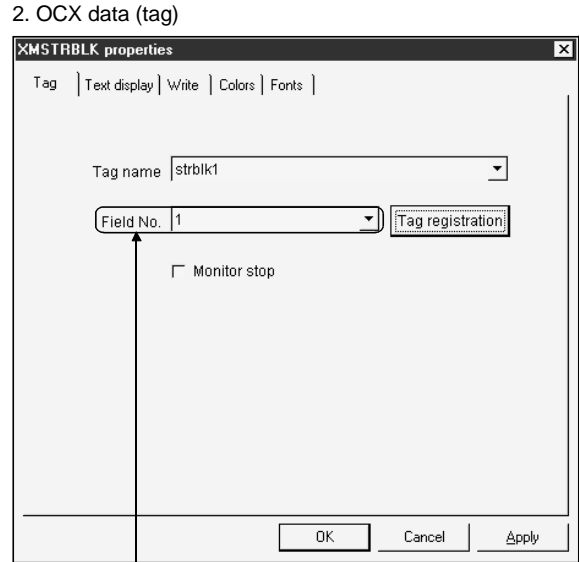 2. OCX data (tag)
XMSTRBLK properties
Tag Text display Write Colors Fonts
Tag name strblk1
Field No. 1 Tag registration
Monitor stop
OK Cancel Apply